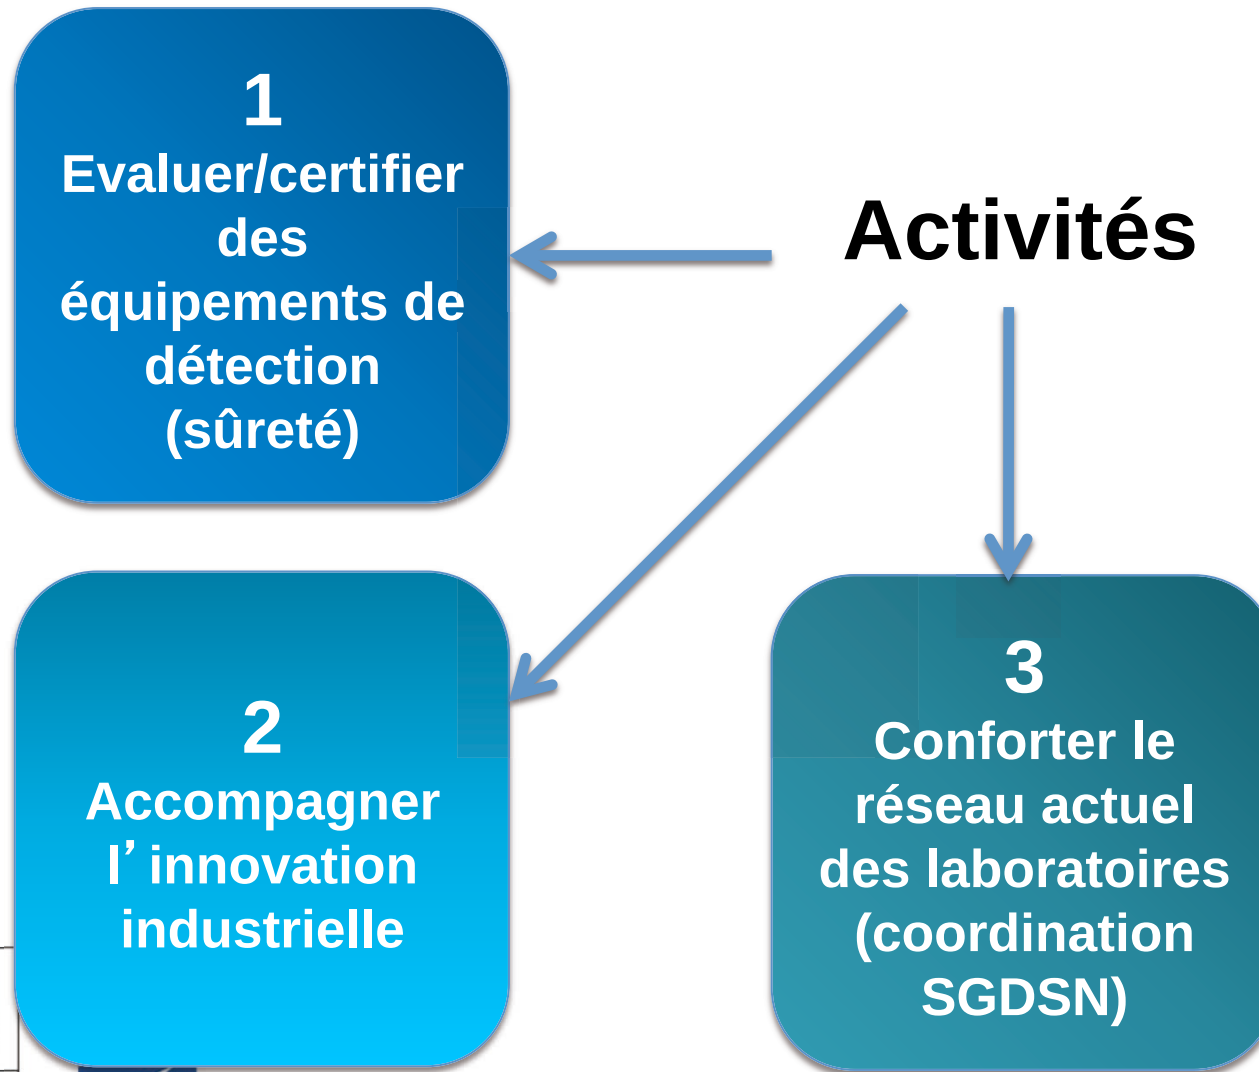 1
Evaluer/certifier
des
équipements de
détection
(sûreté)
Activités
2
Accompagner
l’ innovation
industrielle
3
Conforter le
réseau actuel
des laboratoires
(coordination
SGDSN)